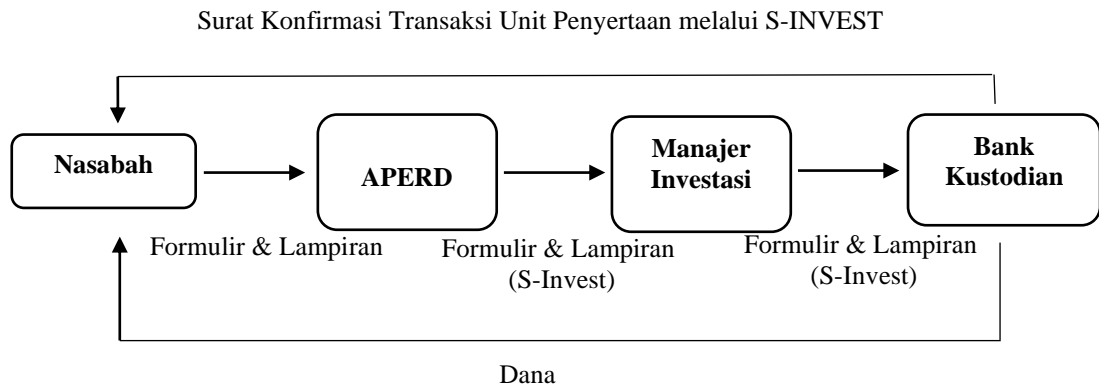 Surat Konfirmasi Transaksi Unit Penyertaan melalui S-INVEST
Nasabah
APERD
Manajer
Investasi
Bank
Kustodian
Formulir & Lampiran
Formulir & Lampiran
(S-Invest)
Formulir & Lampiran
(S-Invest)
Dana